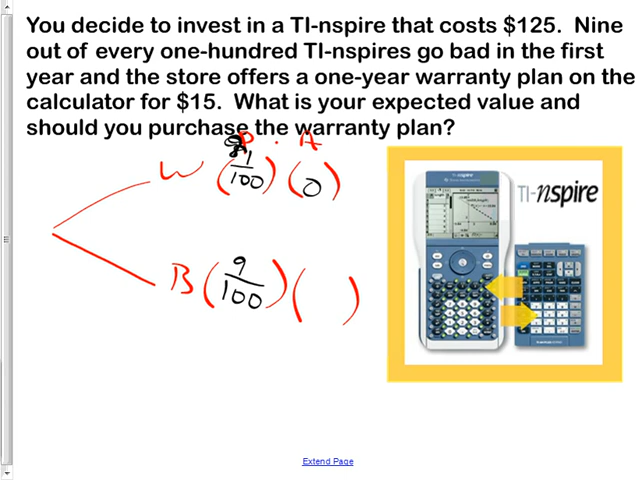 You decide to invest in a TI-nspire that costs $125. Nine
out of every one-hundred TI-nspires go bad in the first
year and the store offers a one-year warranty plan on the
calculator for $15. What is your expected value and
should you purchase the warranty plan?
P . A
W (91/100) (0)
B (9/100) ( )
TI-nspire
Extend Page